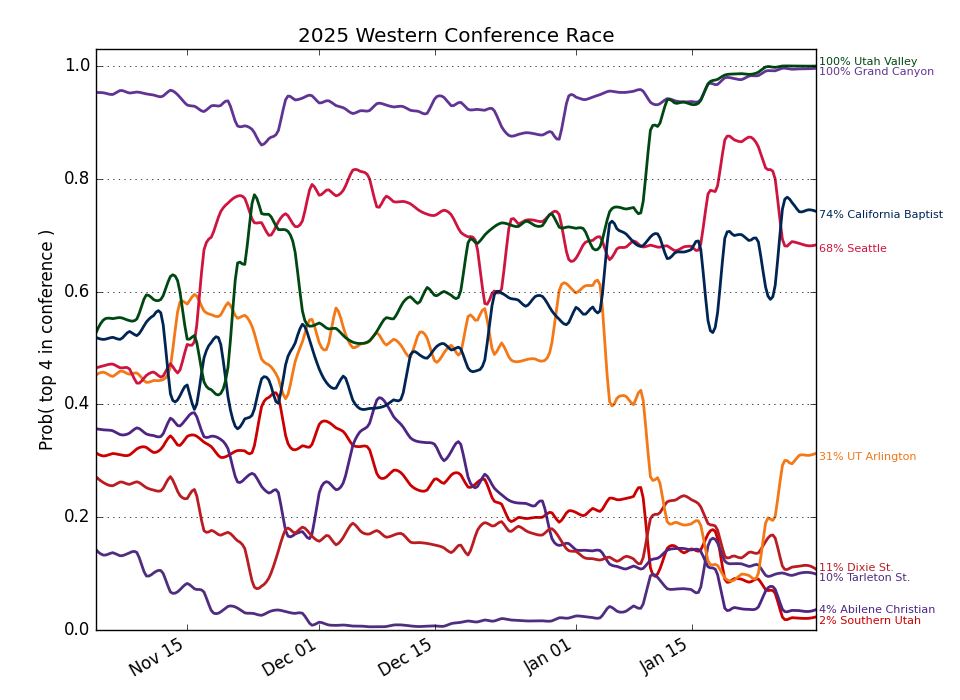 2025 Western Conference Race
1.0
0.8
0.6
0.4
0.2
0.0
Prob( top 4 in conference )
100% Utah Valley
100% Grand Canyon
74% California Baptist
68% Seattle
31% UT Arlington
11% Dixie St.
10% Tarleton St.
4% Abilene Christian
2% Southern Utah
Nov 15
Dec 01
Dec 15
Jan 01
Jan 15